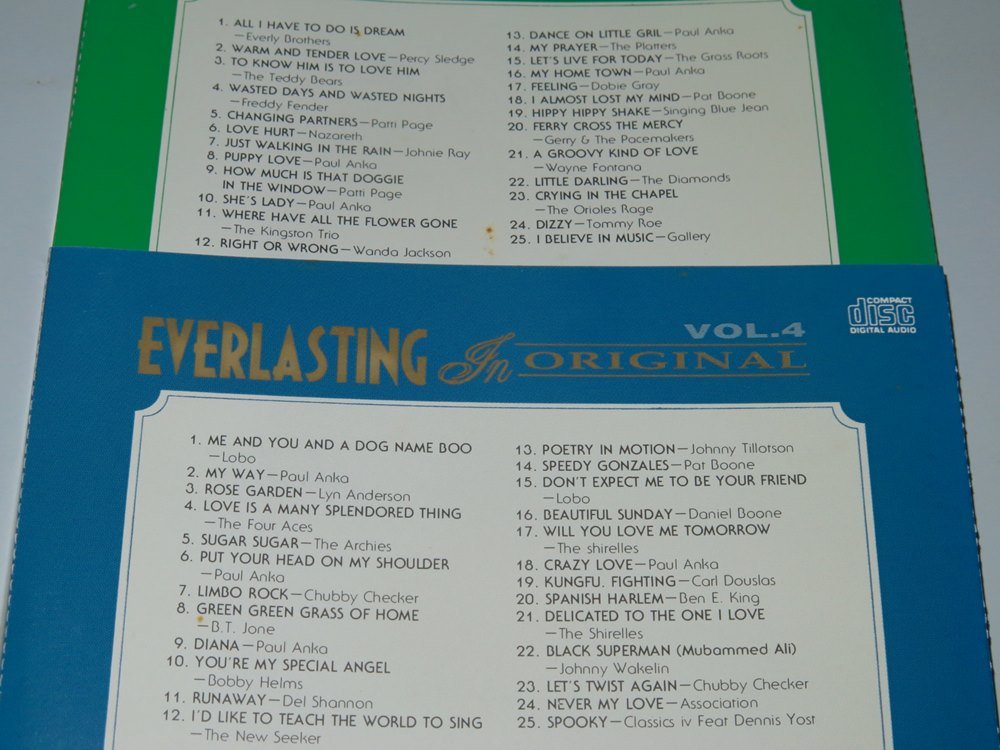 1. ALL I HAVE TO DO IS DREAM
—Everly Brothers
2. WARM AND TENDER LOVE—Percy Sledge
3. TO KNOW HIM IS TO LOVE HIM
—The Teddy Bears
4. WASTED DAYS AND WASTED NIGHTS
—Freddy Fender
5. CHANGING PARTNERS—Patti Page
6. LOVE HURT—Nazareth
7. JUST WALKING IN THE RAIN—Johnie Ray
8. PUPPY LOVE—Paul Anka
9. HOW MUCH IS THAT DOGGIE
IN THE WINDOW—Patti Page
10. SHE'S LADY—Paul Anka
11. WHERE HAVE ALL THE FLOWER GONE
—The Kingston Trio
12. RIGHT OR WRONG—Wanda Jackson
13. DANCE ON LITTLE GRIL—Paul Anka
14. MY PRAYER—The Platters
15. LET'S LIVE FOR TODAY—The Grass Roots
16. MY HOME TOWN—Paul Anka
17. FEELING—Dobie Gray
18. I ALMOST LOST MY MIND—Pat Boone
19. HIPPY HIPPY SHAKE—Singing Blue Jean
20. FERRY CROSS THE MERCY
—Gerry & The Pacemakers
21. A GROOVY KIND OF LOVE
—Wayne Fontana
22. LITTLE DARLING—The Diamonds
23. CRYING IN THE CHAPEL
—The Orioles Rage
24. DIZZY—Tommy Roe
25. I BELIEVE IN MUSIC—Gallery
EVERLASTING In ORIGINAL
VOL.4
COMPACT
disc
DIGITAL AUDIO
1. ME AND YOU AND A DOG NAME BOO
—Lobo
2. MY WAY—Paul Anka
3. ROSE GARDEN—Lyn Anderson
4. LOVE IS A MANY SPLENDORED THING
—The Four Aces
5. SUGAR SUGAR—The Archies
6. PUT YOUR HEAD ON MY SHOULDER
—Paul Anka
7. LIMBO ROCK—Chubby Checker
8. GREEN GREEN GRASS OF HOME
—B.T. Jone
9. DIANA—Paul Anka
10. YOU'RE MY SPECIAL ANGEL
—Bobby Helms
11. RUNAWAY—Del Shannon
12. I'D LIKE TO TEACH THE WORLD TO SING
—The New Seeker
13. POETRY IN MOTION—Johnny Tillotson
14. SPEEDY GONZALES—Pat Boone
15. DON'T EXPECT ME TO BE YOUR FRIEND
—Lobo
16. BEAUTIFUL SUNDAY—Daniel Boone
17. WILL YOU LOVE ME TOMORROW
—The shirelles
18. CRAZY LOVE—Paul Anka
19. KUNGFU. FIGHTING—Carl Douslas
20. SPANISH HARLEM—Ben E. King
21. DELICATED TO THE ONE I LOVE
—The Shirelles
22. BLACK SUPERMAN (Mubammed Ali)
—Johnny Wakelin
23. LET'S TWIST AGAIN—Chubby Checker
24. NEVER MY LOVE—Association
25. SPOOKY—Classics iv Feat Dennis Yost